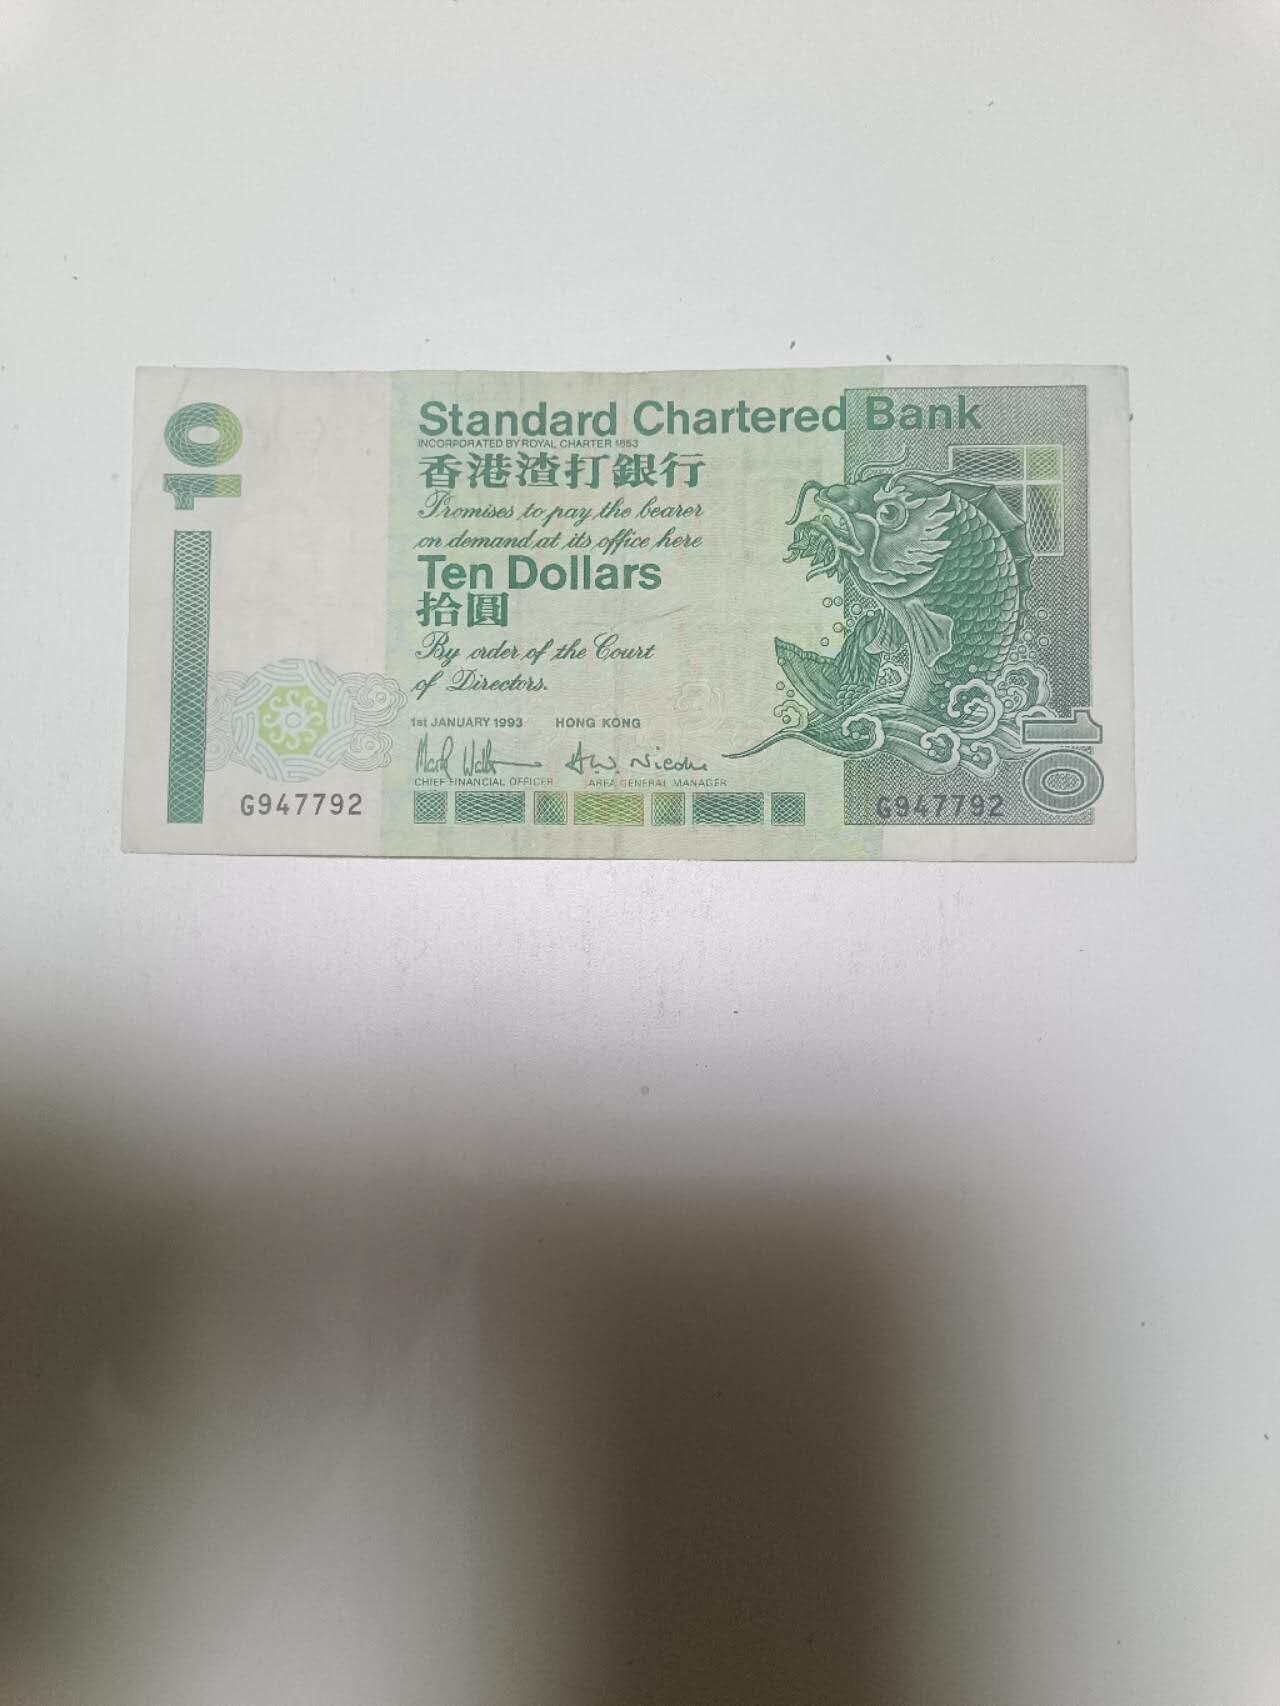 10
Standard Chartered Bank
INCORPORATED BY ROYAL CHARTER 1853
香港渣打銀行
Promises to pay the bearer
on demand at its office here
Ten Dollars
拾圓
By order of the Court
of Directors.
1st JANUARY 1993 HONG KONG
CHIEF FINANCIAL OFFICER AREA GENERAL MANAGER
G947792 G947792
10